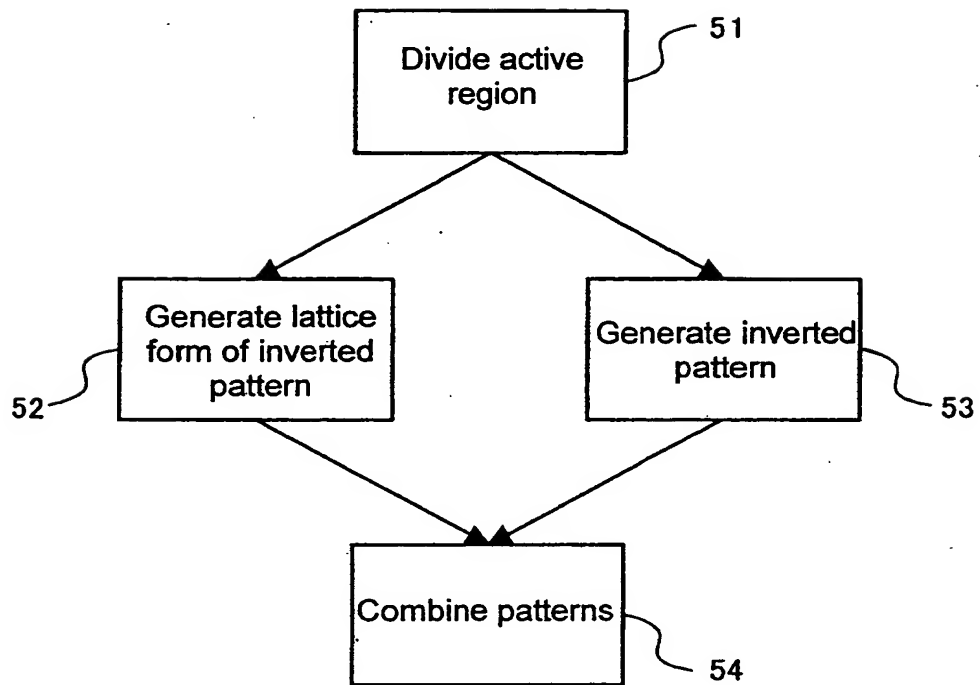 51
Divide active
region
Generate lattice
form of inverted
pattern
52
Generate inverted
pattern
53
Combine patterns
54